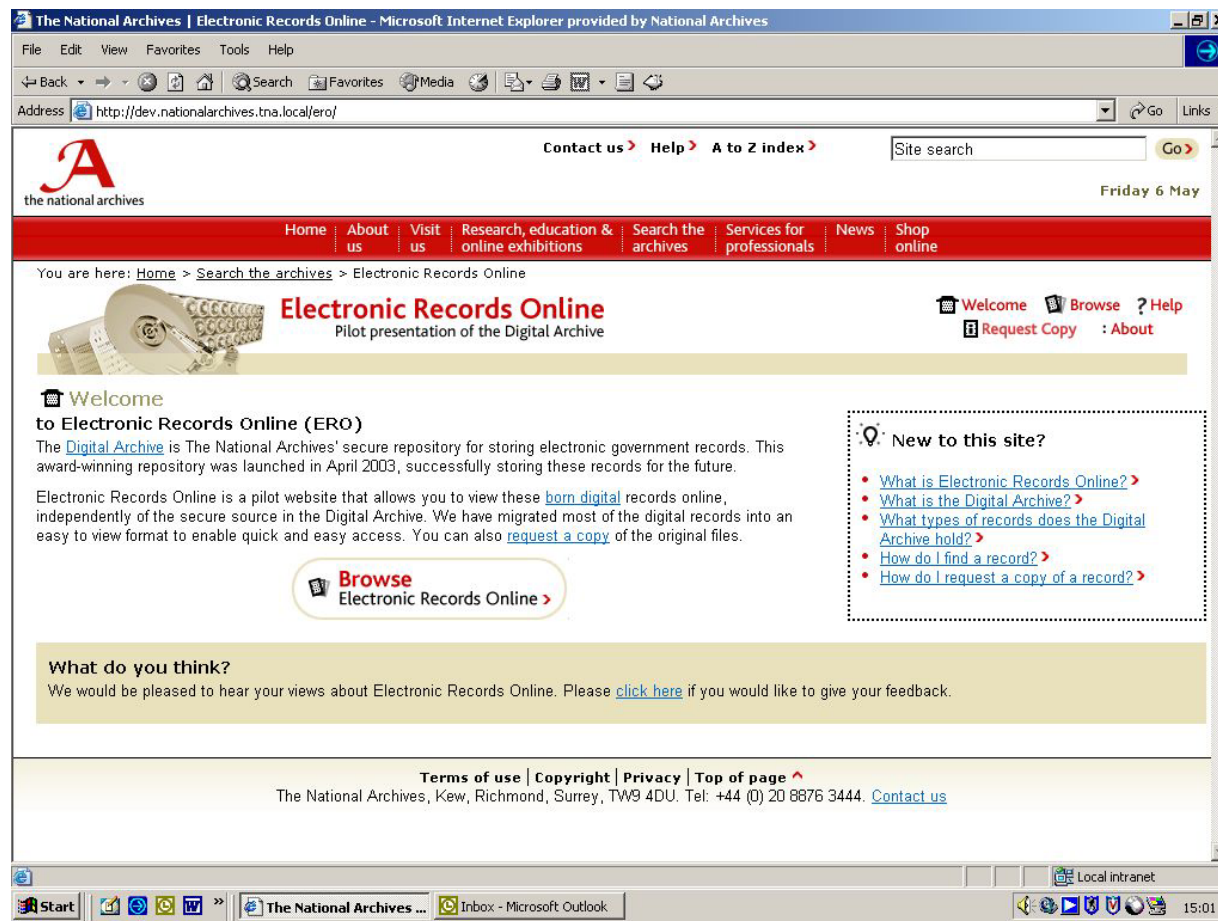 The National Archives | Electronic Records Online - Microsoft Internet Explorer provided by National Archives
File Edit View Favorites Tools Help
Back Search Favorites Media
Address http://dev.nationalarchives.tna.local/ero/ Go Links
Contact us Help A to Z index Site search Go
A
the national archives
Friday 6 May
Home About us Visit us Research, education & online exhibitions Search the archives Services for professionals News Shop online
You are here: Home > Search the archives > Electronic Records Online
Electronic Records Online
Pilot presentation of the Digital Archive
Welcome Browse ? Help
Request Copy : About
Welcome
to Electronic Records Online (ERO)
The Digital Archive is The National Archives' secure repository for storing electronic government records. This
award-winning repository was launched in April 2003, successfully storing these records for the future.
Electronic Records Online is a pilot website that allows you to view these born digital records online,
independently of the secure source in the Digital Archive. We have migrated most of the digital records into an
easy to view format to enable quick and easy access. You can also request a copy of the original files.
Browse
Electronic Records Online
New to this site?
What is Electronic Records Online?
What is the Digital Archive?
What types of records does the Digital
Archive hold?
How do I find a record?
How do I request a copy of a record?
What do you think?
We would be pleased to hear your views about Electronic Records Online. Please click here if you would like to give your feedback.
Terms of use | Copyright | Privacy | Top of page ^
The National Archives, Kew, Richmond, Surrey, TW9 4DU. Tel: +44 (0) 20 8876 3444. Contact us
Local intranet
Start » The National Archives ... Inbox - Microsoft Outlook 15:01